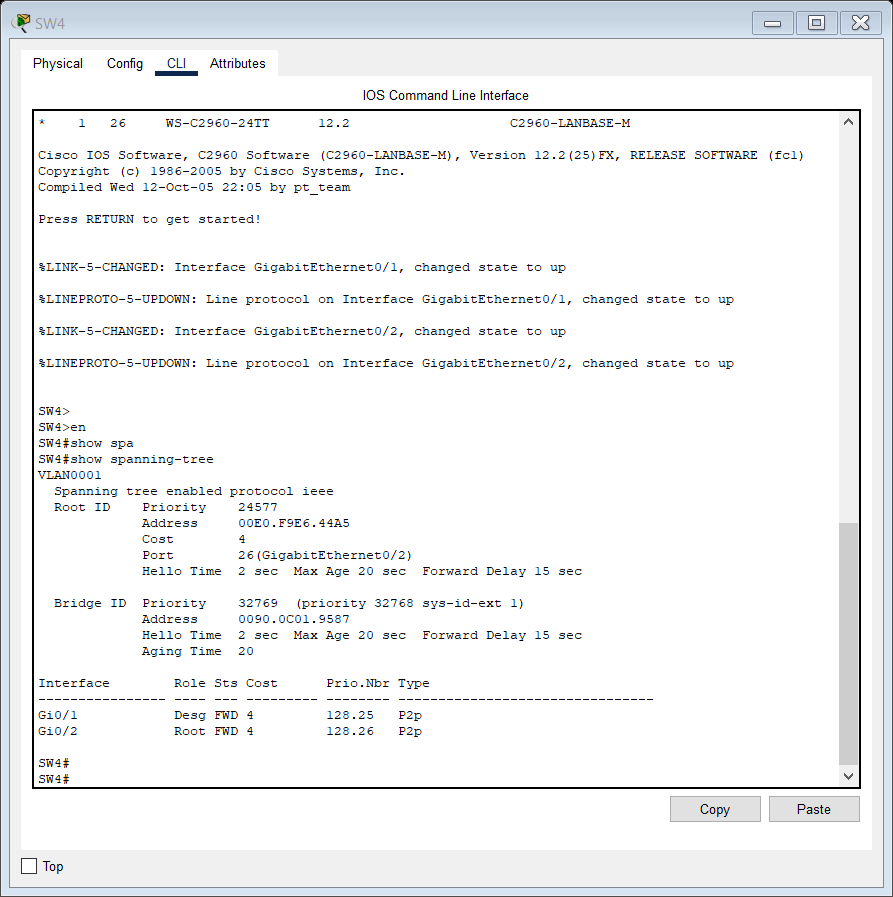 SW4
Physical Config CLI Attributes
IOS Command Line Interface
* 1 26 WS-C2960-24TT 12.2 C2960-LANBASE-M
Cisco IOS Software, C2960 Software (C2960-LANBASE-M), Version 12.2(25)FX, RELEASE SOFTWARE (fc1)
Copyright (c) 1986-2005 by Cisco Systems, Inc.
Compiled Wed 12-Oct-05 22:05 by pt_team
Press RETURN to get started!
%LINK-5-CHANGED: Interface GigabitEthernet0/1, changed state to up
%LINEPROTO-5-UPDOWN: Line protocol on Interface GigabitEthernet0/1, changed state to up
%LINK-5-CHANGED: Interface GigabitEthernet0/2, changed state to up
%LINEPROTO-5-UPDOWN: Line protocol on Interface GigabitEthernet0/2, changed state to up
SW4>
SW4>en
SW4#show spa
SW4#show spanning-tree
VLAN0001
Spanning tree enabled protocol ieee
Root ID Priority 24577
Address 00E0.F9E6.44A5
Cost 4
Port 26(GigabitEthernet0/2)
Hello Time 2 sec Max Age 20 sec Forward Delay 15 sec
Bridge ID Priority 32769 (priority 32768 sys-id-ext 1)
Address 0090.0C01.9587
Hello Time 2 sec Max Age 20 sec Forward Delay 15 sec
Aging Time 20
Interface Role Sts Cost Prio.Nbr Type
---------------- ---- --- --------- -------- --------------------------------
Gi0/1 Desg FWD 4 128.25 P2p
Gi0/2 Root FWD 4 128.26 P2p
SW4#
SW4#
Copy Paste
Top